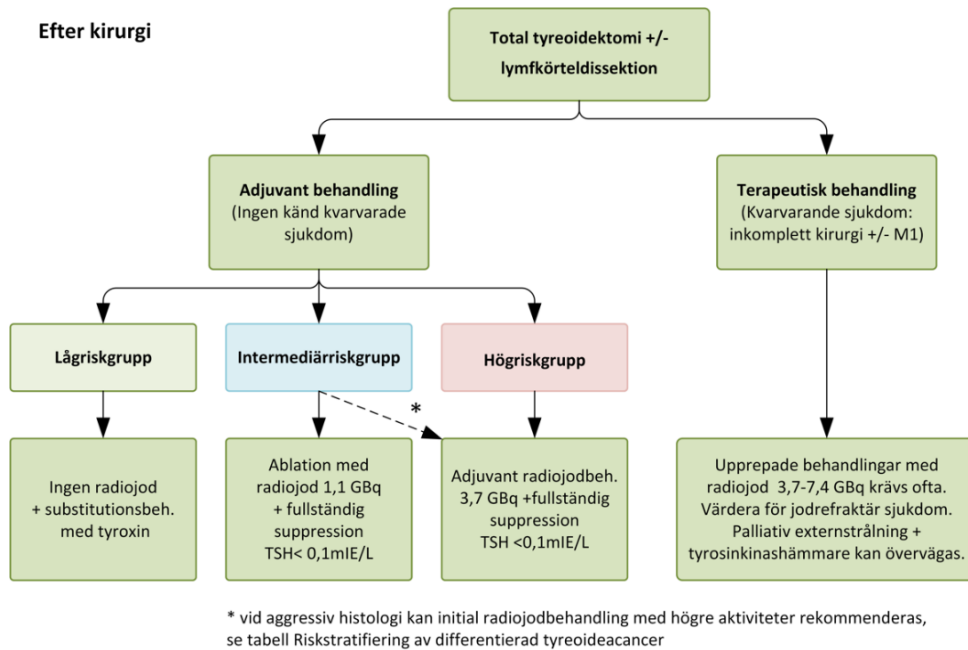 Efter kirurgi
Total tyreoidektomi +/-
lymfkörteldissektion
Adjuvant behandling
(Ingen känd kvarvarade
sjukdom)
Terapeutisk behandling
(Kvarvarande sjukdom:
inkomplett kirurgi +/- M1)
Lågriskgrupp
Intermediärriskgrupp
Högriskgrupp
*
Ingen radiojod
+ substitutionsbeh.
med tyroxin
Ablation med
radiojod 1,1 GBq
+ fullständig
suppression
TSH< 0,1mIE/L
Adjuvant radiojodbeh.
3,7 GBq +fullständig
suppression
TSH <0,1mIE/L
Upprepade behandlingar med
radiojod 3,7-7,4 GBq krävs ofta.
Värdera för jodrefraktär sjukdom.
Palliativ externstrålning +
tyrosinkinashämmare kan övervägas.
* vid aggressiv histologi kan initial radiojodbehandling med högre aktiviteter rekommenderas,
se tabell Riskstratifiering av differentierad tyreoideacancer